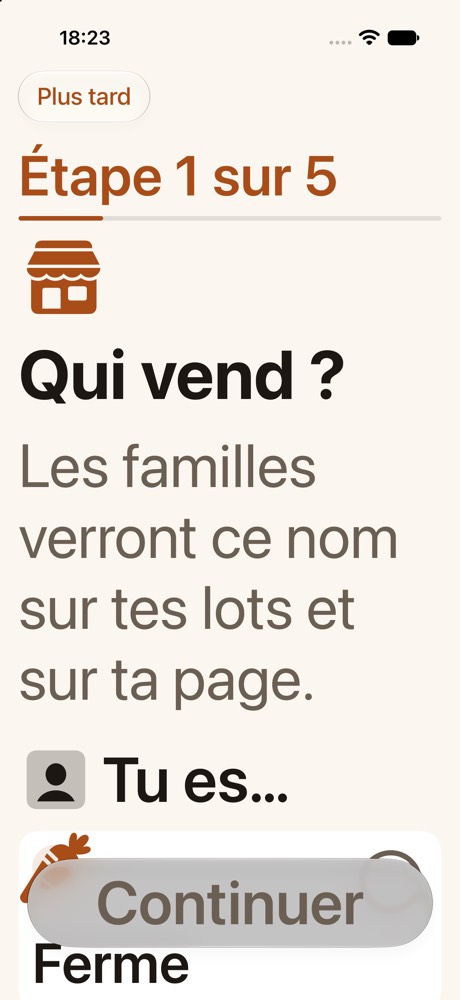 18:23
Plus tard
Étape 1 sur 5
Qui vend ?
Les familles
verront ce nom
sur tes lots et
sur ta page.
Tu es...
Continuer
Ferme